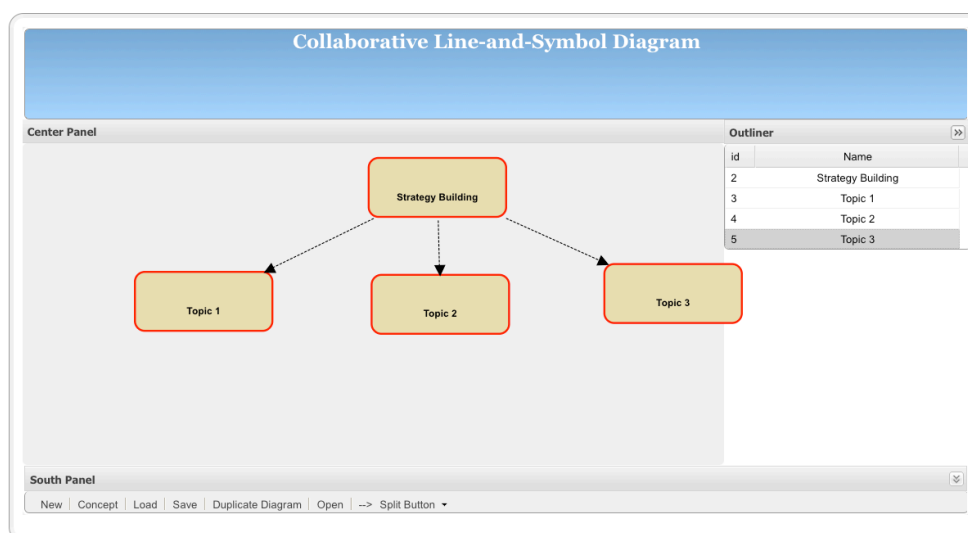 Collaborative Line-and-Symbol Diagram
Center Panel
Outliner
id Name
2 Strategy Building
3 Topic 1
4 Topic 2
5 Topic 3
Strategy Building
Topic 1
Topic 2
Topic 3
South Panel
New Concept Load Save Duplicate Diagram Open --> Split Button